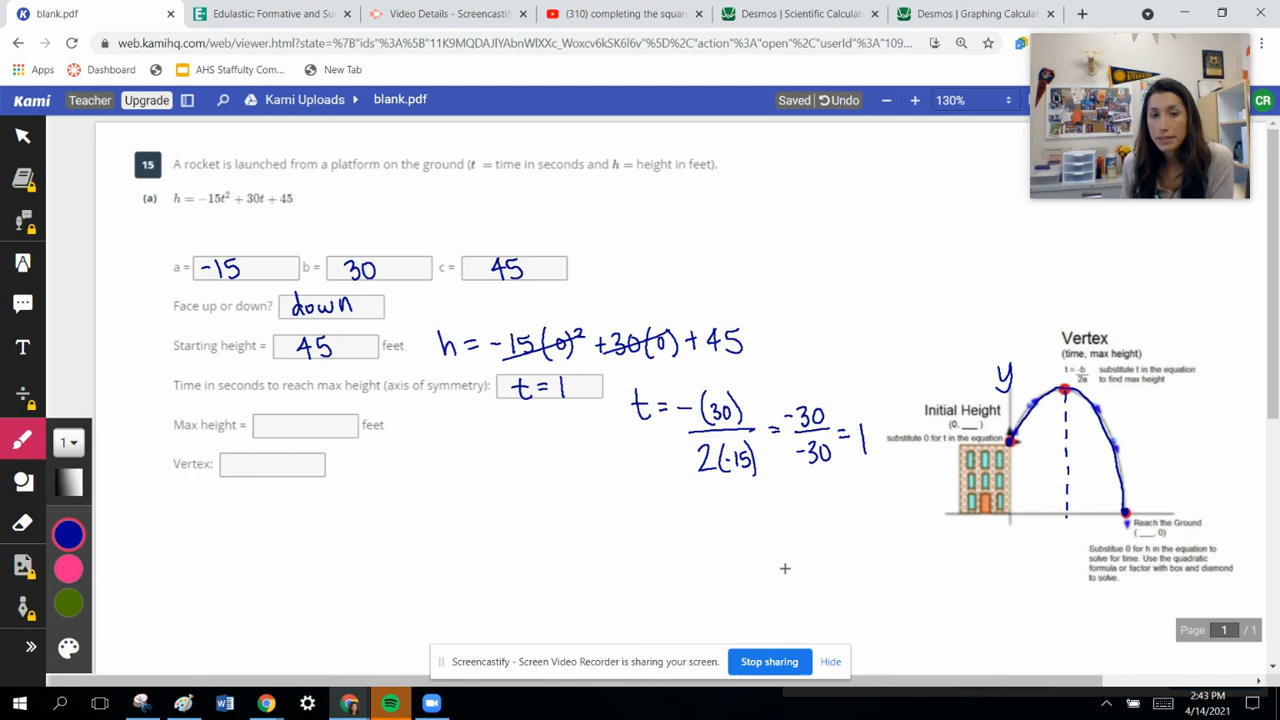 blank.pdf
Edulastic: Formative and Sum
Video Details - Screencastify
(310) completing the squar
Desmos | Scientific Calculat
Desmos | Graphing Calculat
web.kamihq.com/web/viewer.html?state=%7B"ids"%3A%5B"11K9MQDAJlYAbnWlXXc_Woxcv6kSK6l6v"%5D%2C"action"%3A"open"%2C"userId"%3A"109...
Apps
Dashboard
AHS Staffulty Com...
New Tab
Kami
Teacher
Upgrade
Kami Uploads
blank.pdf
Saved
Undo
130%
CR
15 A rocket is launched from a platform on the ground (t = time in seconds and h = height in feet).
(a) h = −15t² + 30t + 45
a = -15 b = 30 c = 45
Face up or down? down
Starting height = 45 feet
h = -15(0)² + 30(0) + 45
Time in seconds to reach max height (axis of symmetry): t = 1
t = -(30) / 2(-15) = -30 / -30 = 1
Max height = feet
Vertex:
Vertex
(time, max height)
t = -b / 2a substitute t in the equation to find max height
y
Initial Height
(0, ___)
substitute 0 for t in the equation
Reach the Ground
( ___, 0)
Substitue 0 for h in the equation to
solve for time. Use the quadratic
formula or factor with box and diamond
to solve.
1
Page 1 / 1
Screencastify - Screen Video Recorder is sharing your screen.
Stop sharing
Hide
2:43 PM
4/14/2021